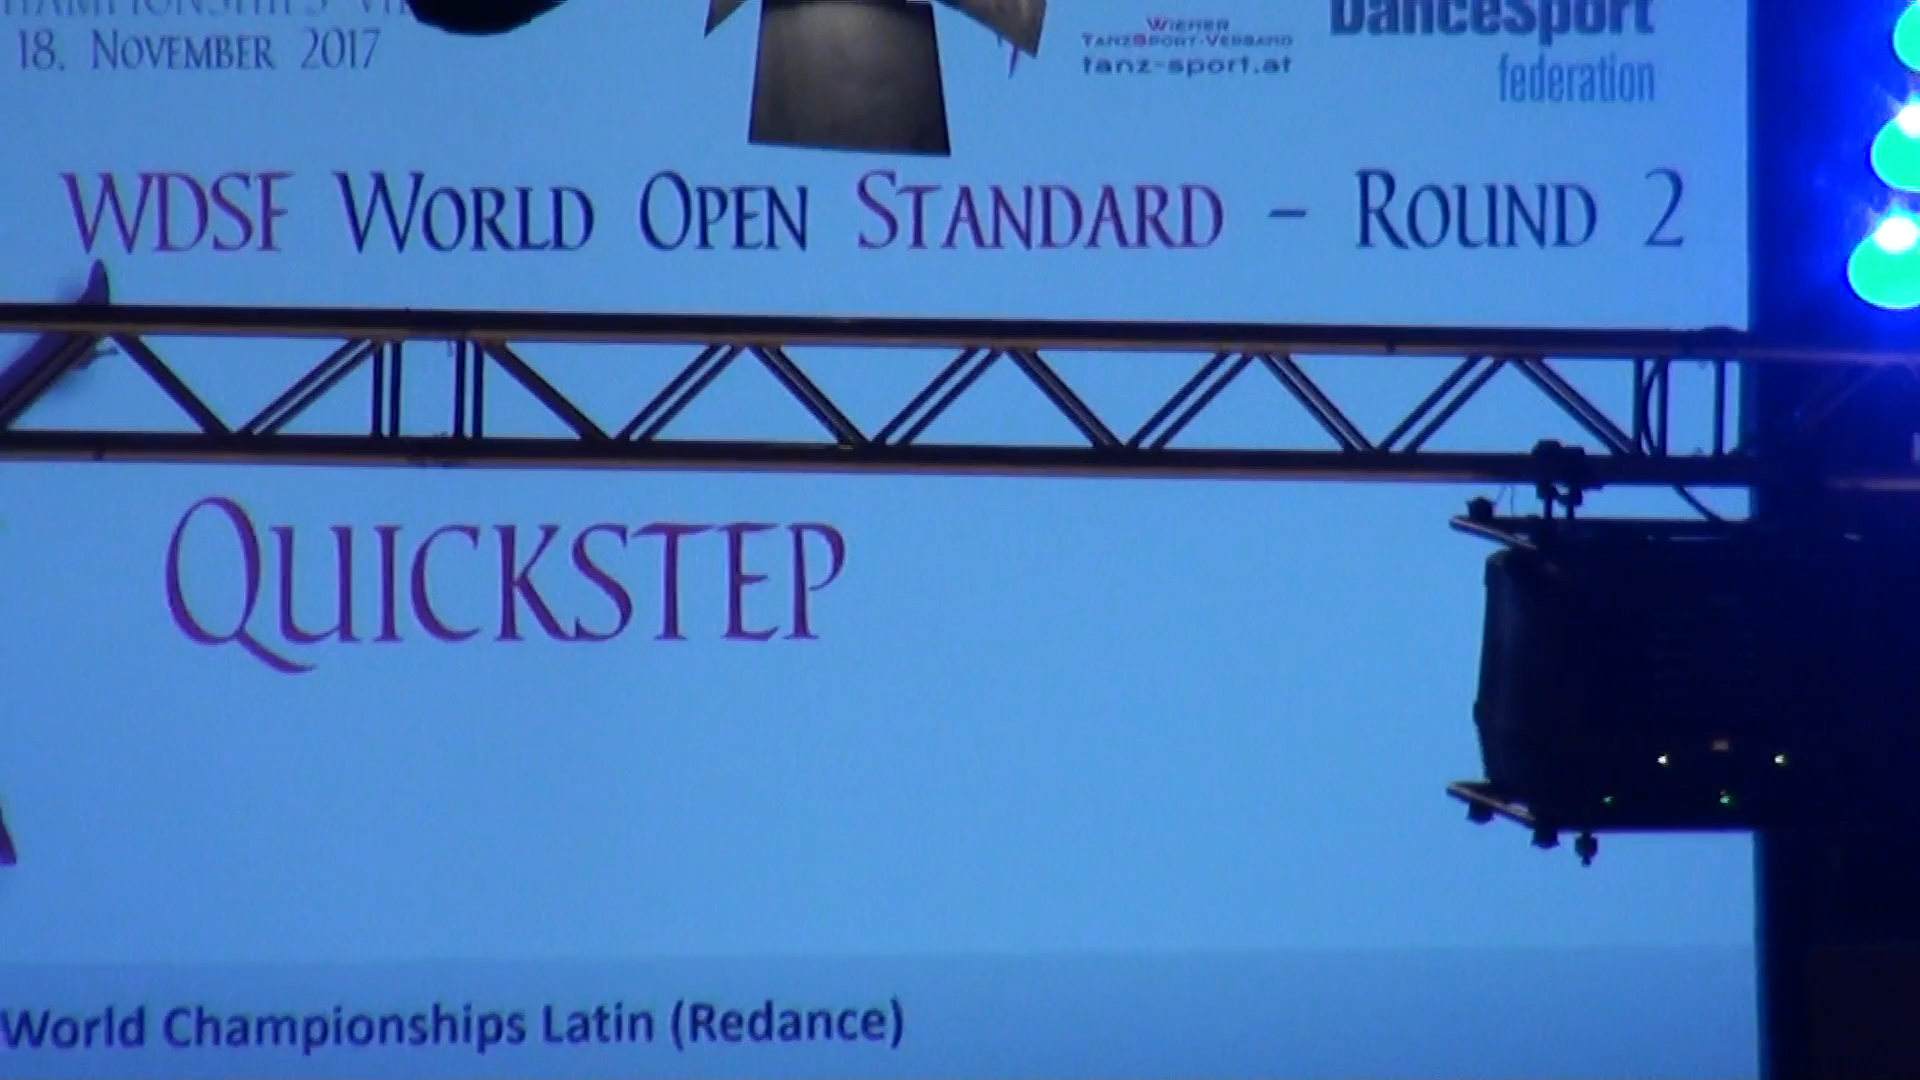 18. November 2017
Wiener
TanzSport-Verband
tanz-sport.at
DanceSport
federation
WDSF World Open Standard - Round 2
Quickstep
World Championships Latin (Redance)